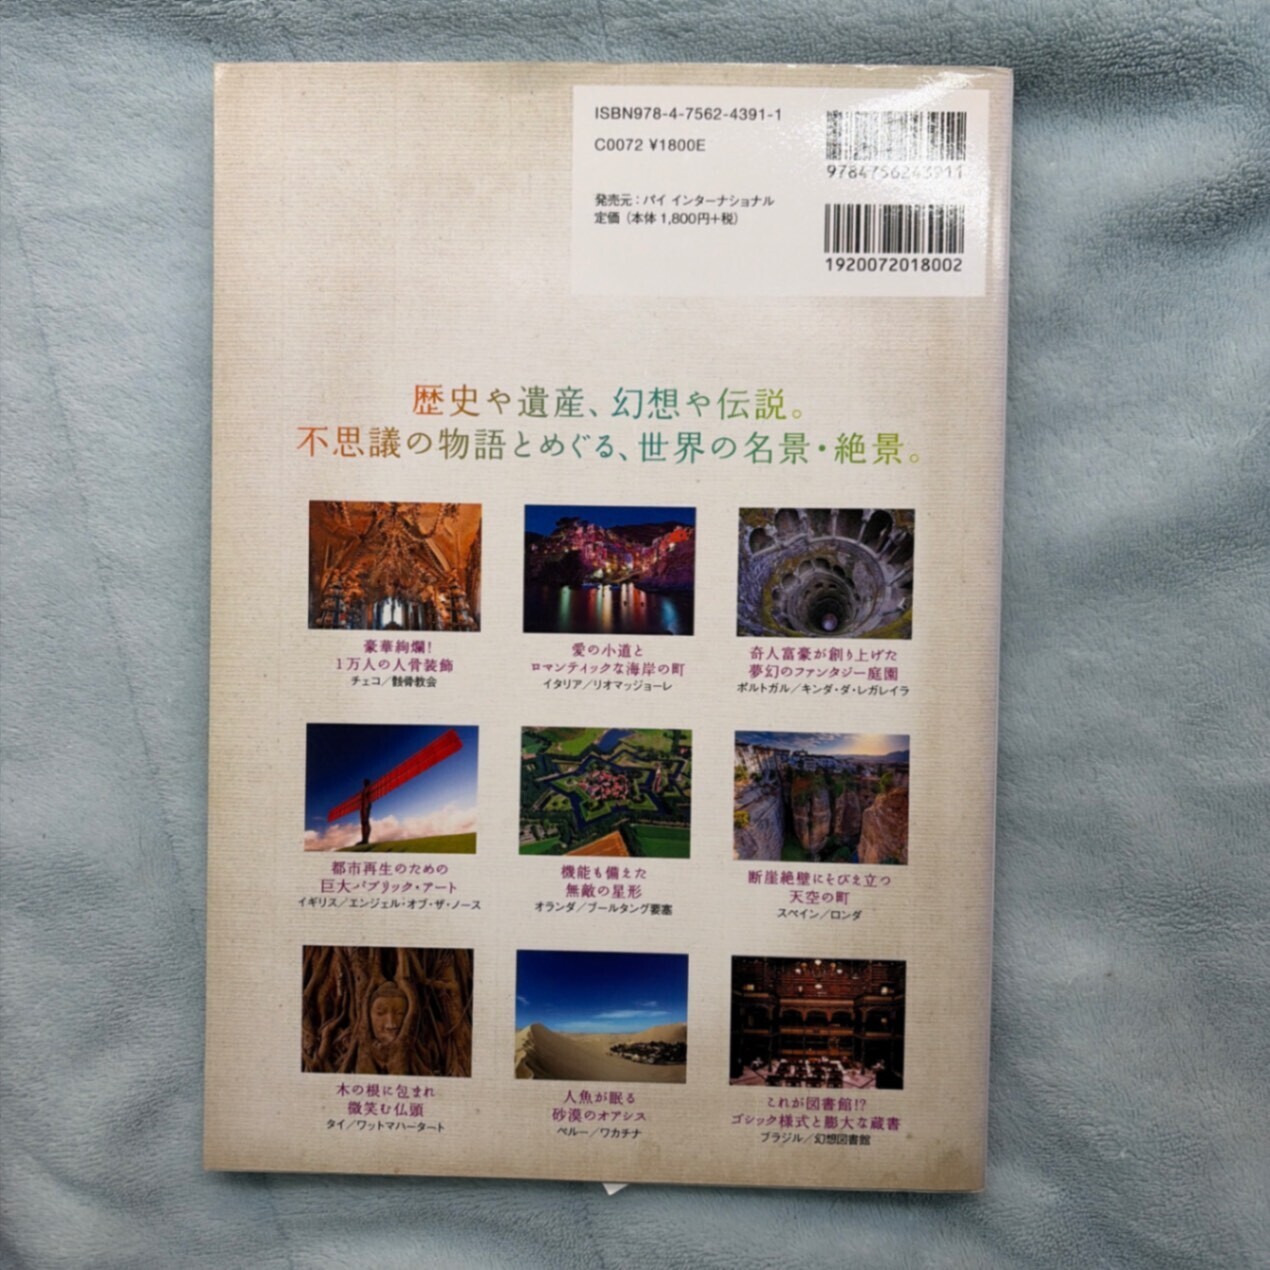 ISBN978-4-7562-4391-1
C0072 ¥1800E
9784756243911
発売元：パイ インターナショナル
定価（本体1,800円+税）
1920072018002
歴史や遺産、幻想や伝説。
不思議の物語とめぐる、世界の名景・絶景。
豪華絢爛！
1万人の人骨装飾
チェコ／骸骨教会
愛の小道と
ロマンティックな海岸の町
イタリア／リオマッジョーレ
奇人富豪が創り上げた
夢幻のファンタジー庭園
ポルトガル／キンダ・ダ・レガレイラ
都市再生のための
巨大パブリック・アート
イギリス／エンジェル・オブ・ザ・ノース
機能も備えた
無敵の星形
オランダ／ブールタング要塞
断崖絶壁にそびえ立つ
天空の町
スペイン／ロンダ
木の根に包まれ
微笑む仏頭
タイ／ワットマハータート
人魚が眠る
砂漠のオアシス
ペルー／ワカチナ
これが図書館!?
ゴシック様式と膨大な蔵書
ブラジル／幻想図書館